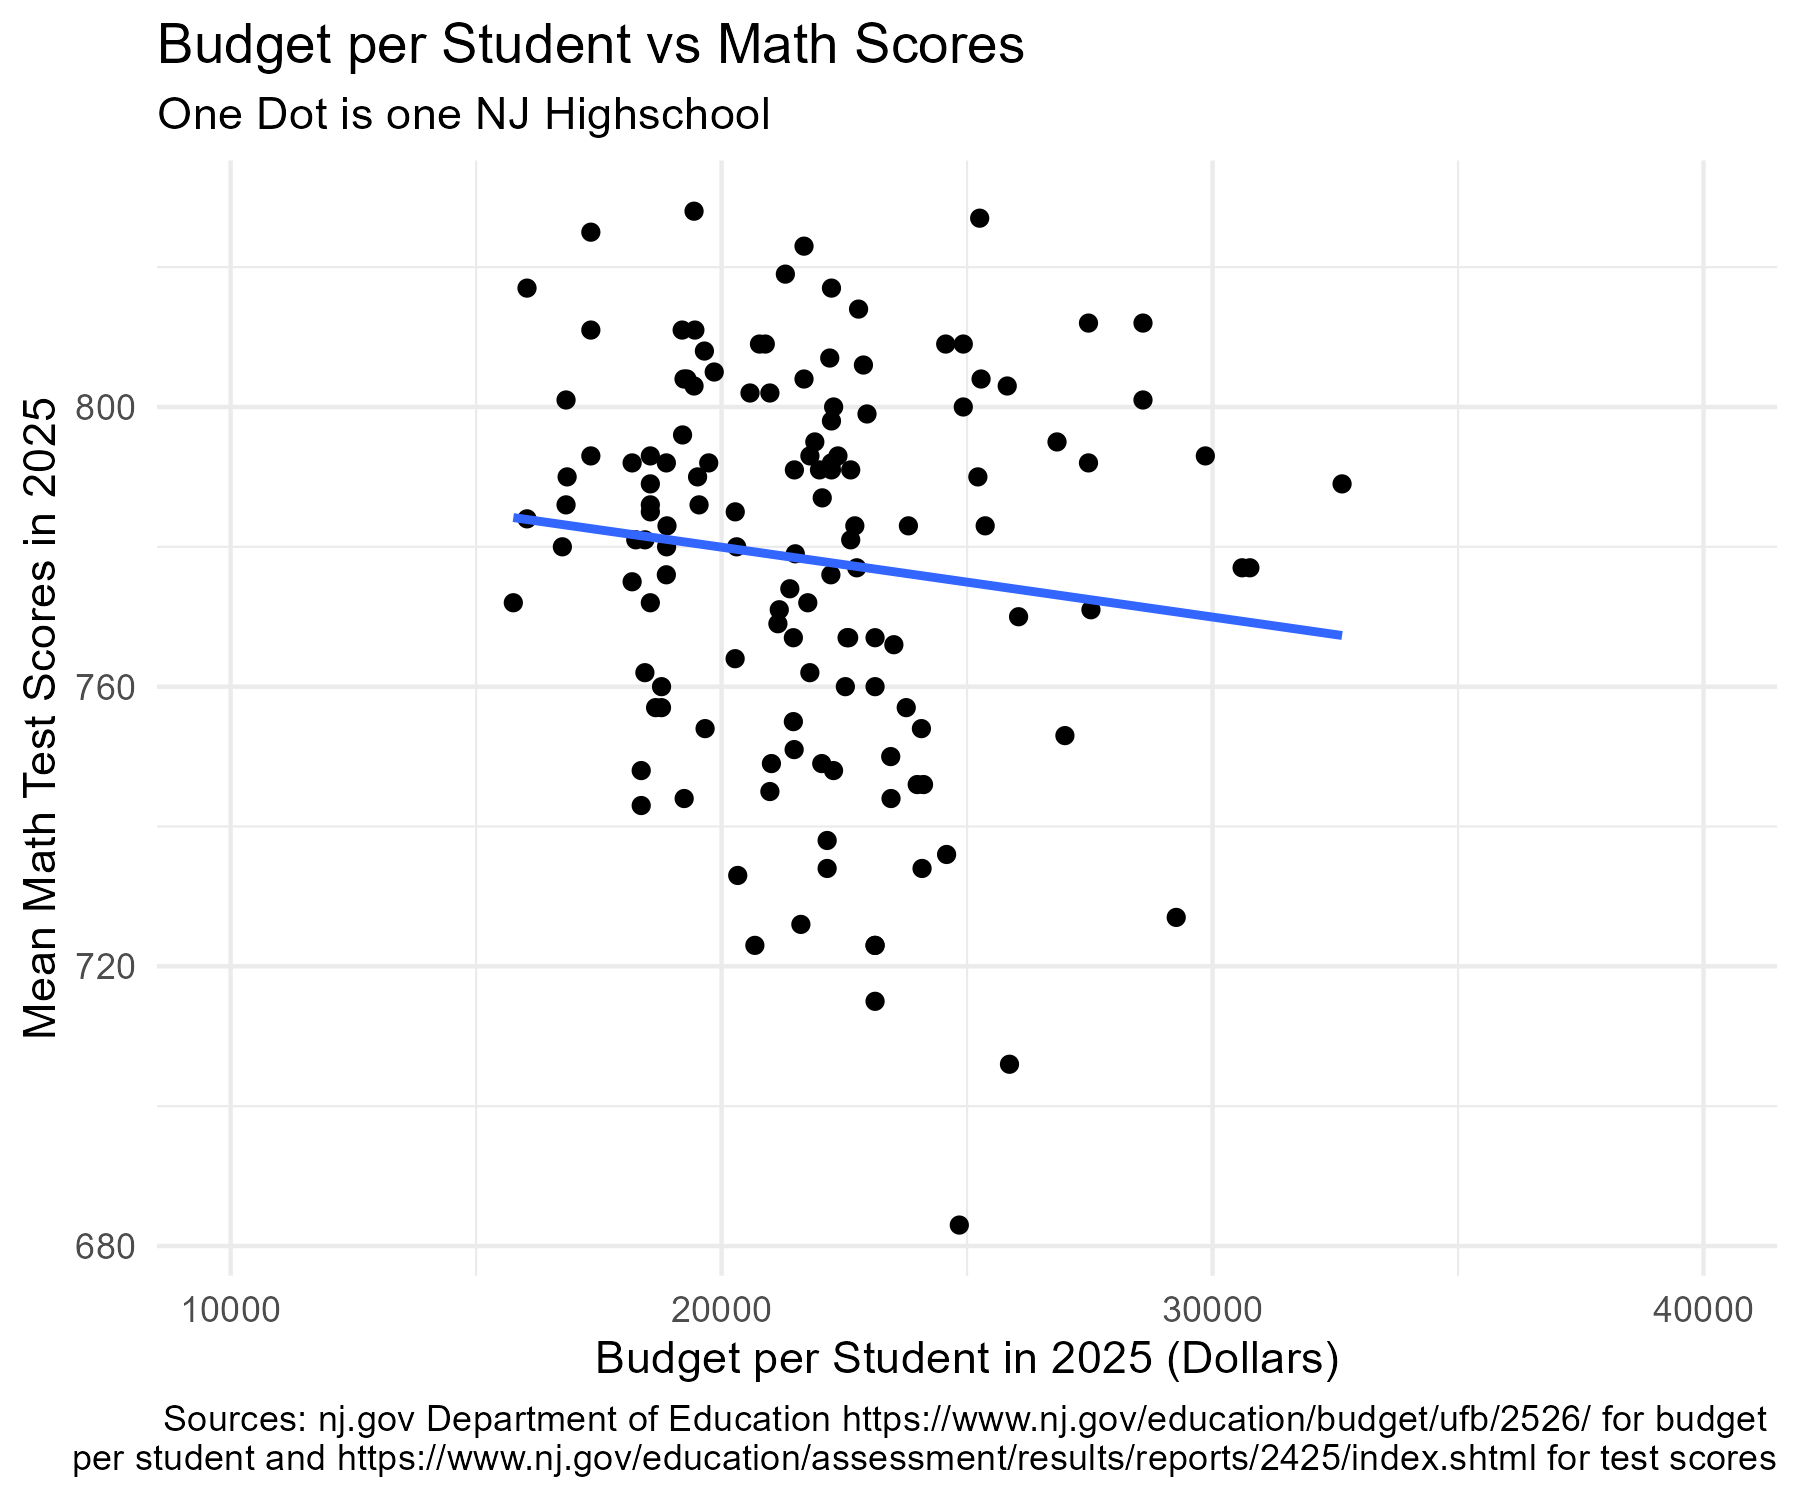 Budget per Student vs Math Scores
One Dot is one NJ Highschool
Mean Math Test Scores in 2025
800
760
720
680
10000 20000 30000 40000
Budget per Student in 2025 (Dollars)
Sources: nj.gov Department of Education https://www.nj.gov/education/budget/ufb/2526/ for budget
per student and https://www.nj.gov/education/assessment/results/reports/2425/index.shtml for test scores